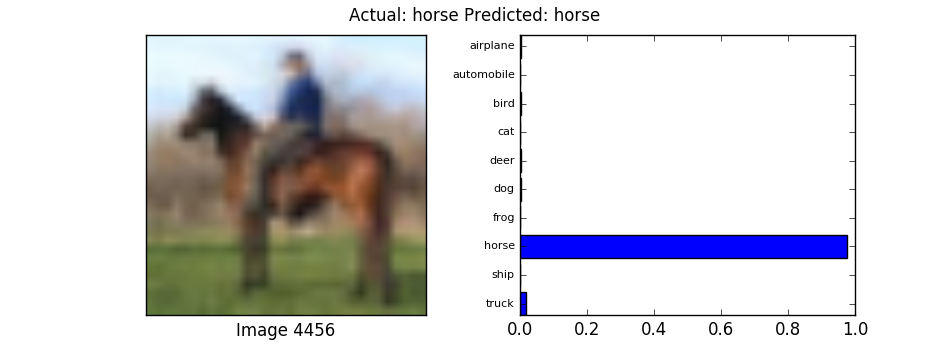 Actual: horse Predicted: horse
Image 4456
airplane
automobile
bird
cat
deer
dog
frog
horse
ship
truck
0.0 0.2 0.4 0.6 0.8 1.0